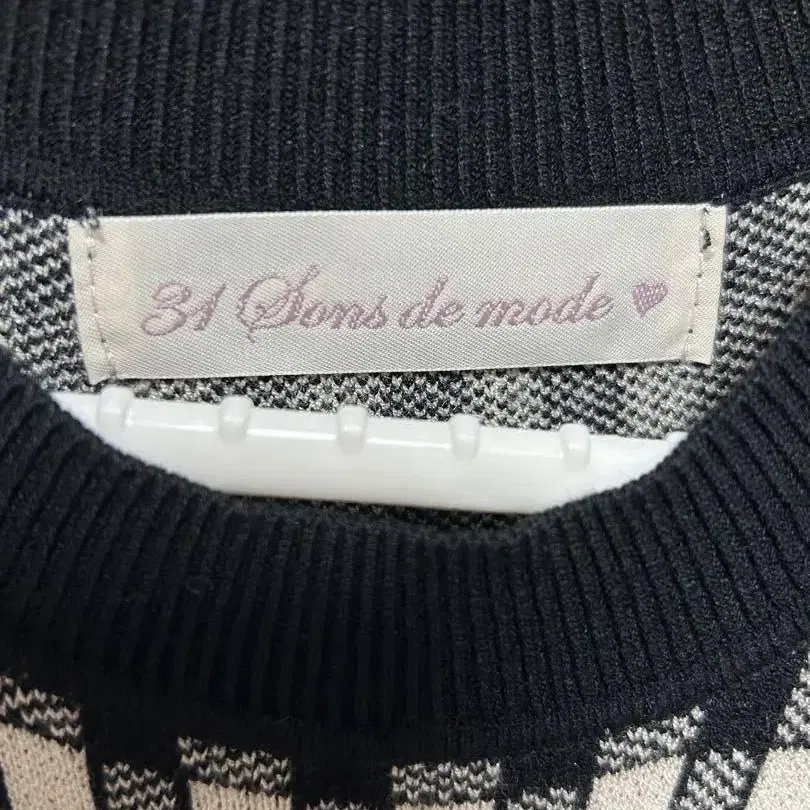 31 Sons de mode ♥